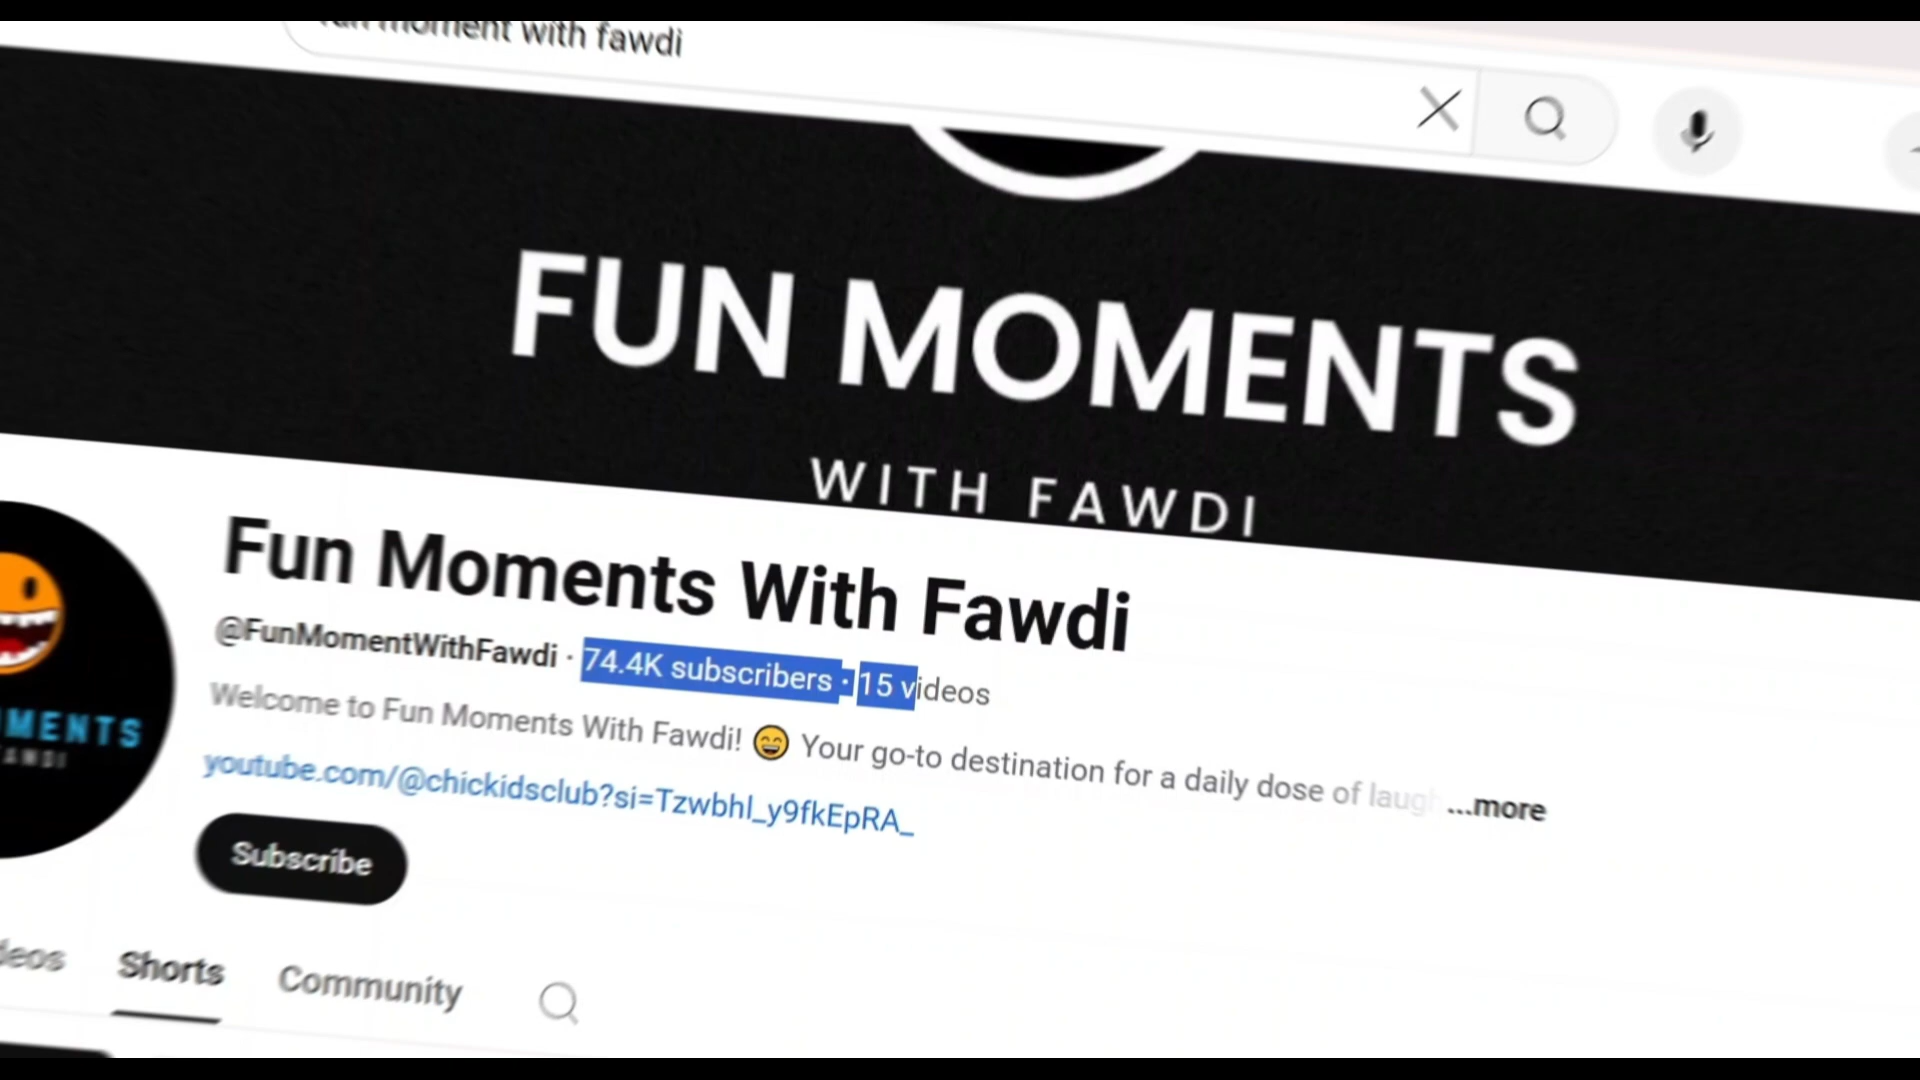 moment with fawdi
FUN MOMENTS
WITH FAWDI
Fun Moments With Fawdi
@FunMomentWithFawdi · 74.4K subscribers · 15 videos
Welcome to Fun Moments With Fawdi! 😄 Your go-to destination for a daily dose of laugh ...more
youtube.com/@chickidsclub?si=Tzwbhl_y9fkEpRA_
Subscribe
Shorts
Community